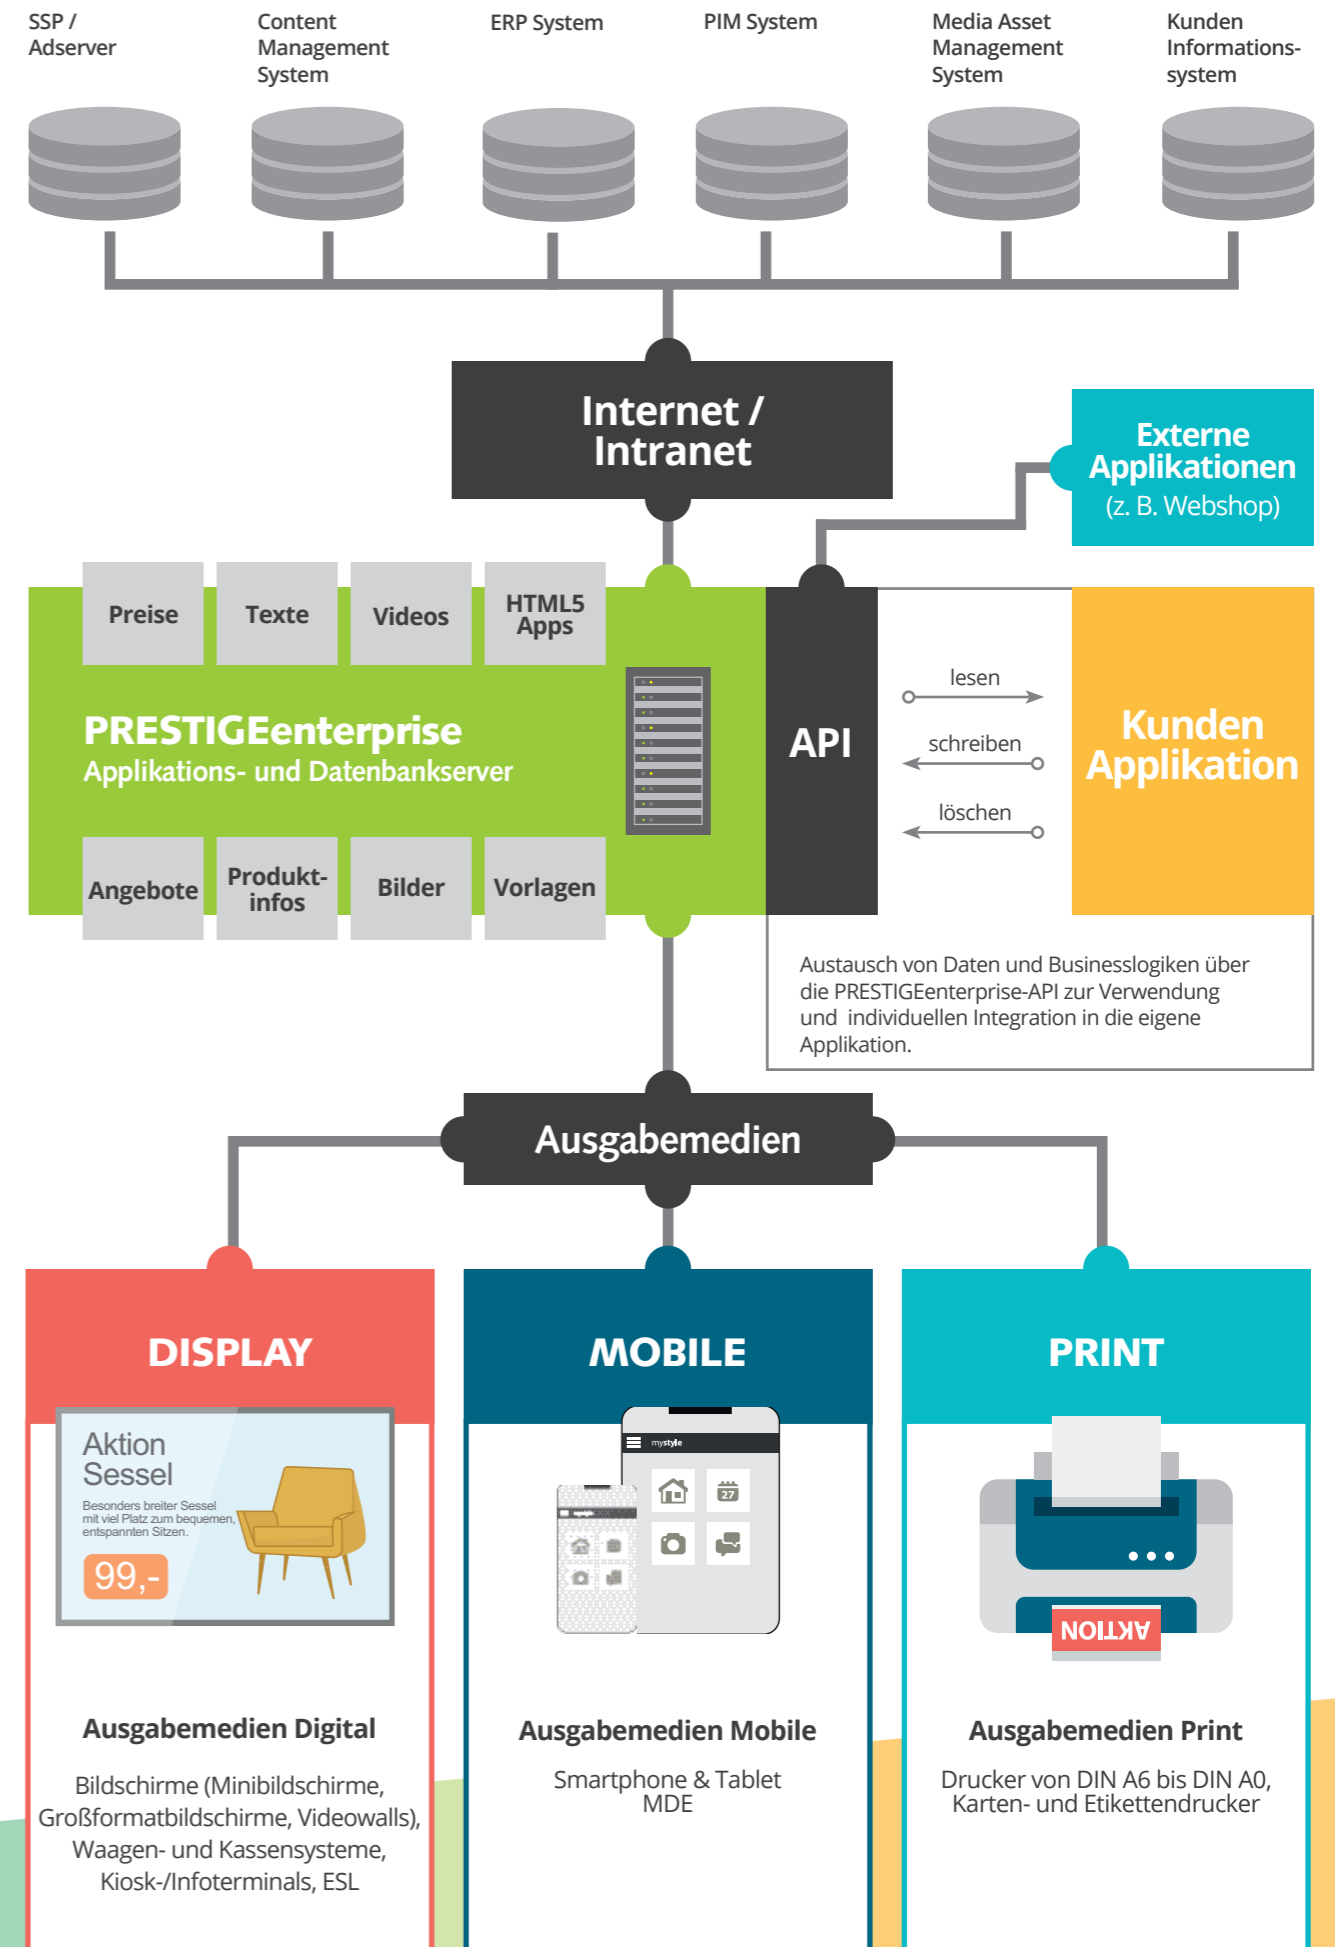 SSP /
Adserver
Content
Management
System
ERP System
PIM System
Media Asset
Management
System
Kunden
Informations-
system
Internet /
Intranet
Externe
Applikationen
(z. B. Webshop)
Preise
Texte
Videos
HTML5
Apps
PRESTIGEenterprise
Applikations- und Datenbankserver
Angebote
Produkt-
infos
Bilder
Vorlagen
API
lesen
schreiben
löschen
Kunden
Applikation
Austausch von Daten und Businesslogiken über
die PRESTIGEenterprise-API zur Verwendung
und individuellen Integration in die eigene
Applikation.
Ausgabemedien
DISPLAY
Aktion
Sessel
Besonders breiter Sessel
mit viel Platz zum bequemen,
entspannten Sitzen.
99,-
Ausgabemedien Digital
Bildschirme (Minibildschirme,
Großformatbildschirme, Videowalls),
Waagen- und Kassensysteme,
Kiosk-/Infoterminals, ESL
MOBILE
mystyle
27
Ausgabemedien Mobile
Smartphone & Tablet
MDE
PRINT
AKTION
Ausgabemedien Print
Drucker von DIN A6 bis DIN A0,
Karten- und Etikettendrucker